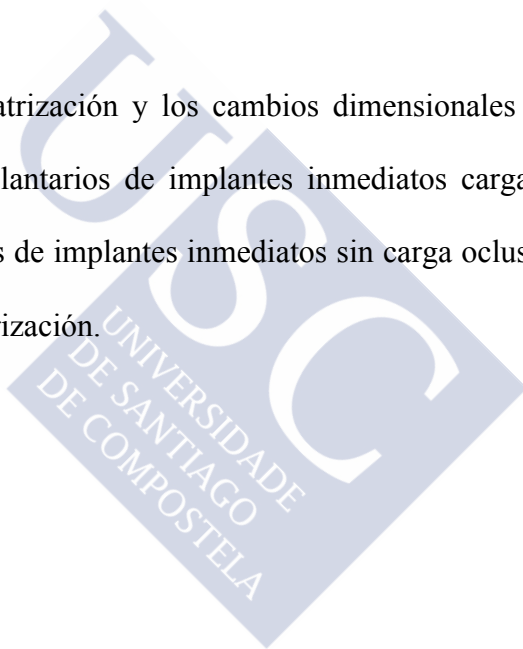 atrización y los cambios dimensionales
lantarios de implantes inmediatos carga
s de implantes inmediatos sin carga oclus
ización.
USC
UNIVERSIDADE
DE SANTIAGO
DE COMPOSTELA